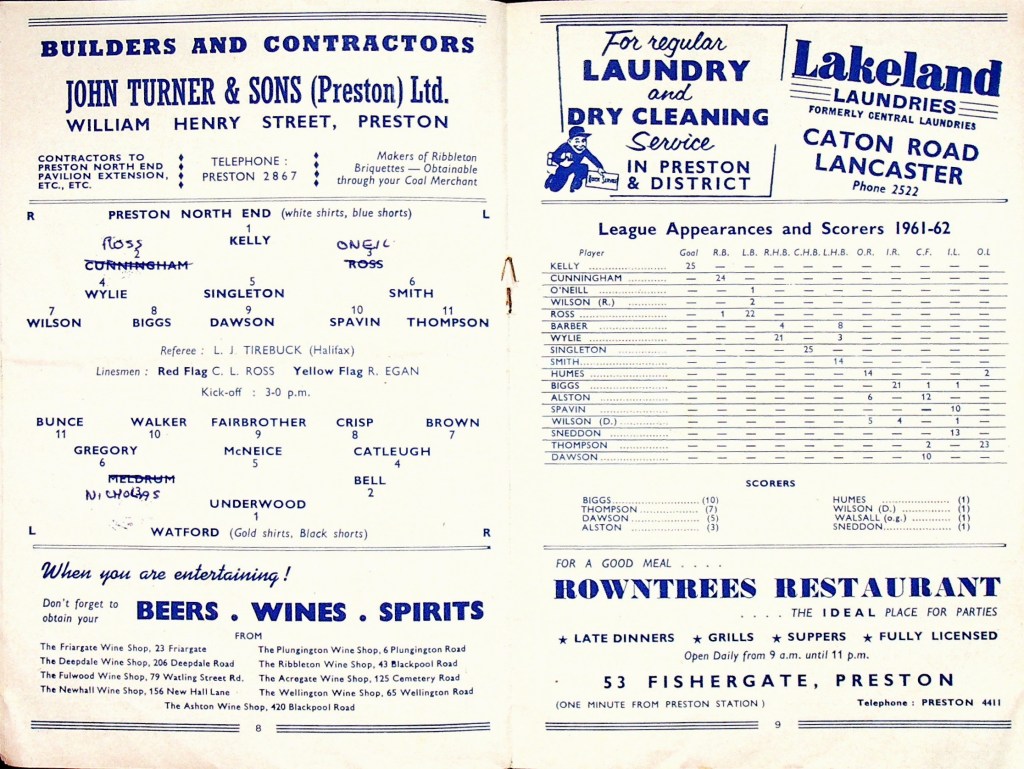 BUILDERS AND CONTRACTORS
JOHN TURNER & SONS (Preston) Ltd.
WILLIAM HENRY STREET, PRESTON
CONTRACTORS TO
PRESTON NORTH END
PAVILION EXTENSION,
ETC., ETC.
TELEPHONE :
PRESTON 2867
Makers of Ribbleton
Briquettes — Obtainable
through your Coal Merchant
R PRESTON NORTH END (white shirts, blue shorts) L
1
KELLY
ROSS ONEIL
2 3
CUNNINGHAM ROSS
4 5 6
WYLIE SINGLETON SMITH
7 8 9 10 11
WILSON BIGGS DAWSON SPAVIN THOMPSON
Referee : L. J. TIREBUCK (Halifax)
Linesmen : Red Flag C. L. ROSS Yellow Flag R. EGAN
Kick-off : 3-0 p.m.
BUNCE WALKER FAIRBROTHER CRISP BROWN
11 10 9 8 7
GREGORY McNEICE CATLEUGH
6 5 4
MELDRUM BELL
3 2
NICHOLAS
UNDERWOOD
1
L WATFORD (Gold shirts, Black shorts) R
When you are entertaining !
Don't forget to
obtain your
BEERS . WINES . SPIRITS
FROM
The Friargate Wine Shop, 23 Friargate
The Deepdale Wine Shop, 206 Deepdale Road
The Fulwood Wine Shop, 79 Watling Street Rd.
The Newhall Wine Shop, 156 New Hall Lane
The Plungington Wine Shop, 6 Plungington Road
The Ribbleton Wine Shop, 43 Blackpool Road
The Acregate Wine Shop, 125 Cemetery Road
The Wellington Wine Shop, 65 Wellington Road
The Ashton Wine Shop, 420 Blackpool Road
8
For regular
LAUNDRY
and
DRY CLEANING
Service
IN PRESTON
& DISTRICT
Lakeland
LAUNDRIES
FORMERLY CENTRAL LAUNDRIES
CATON ROAD
LANCASTER
Phone 2522
League Appearances and Scorers 1961-62
Player Goal R.B. L.B. R.H.B. C.H.B. L.H.B. O.R. I.R. C.F. I.L. O.L
KELLY 25 — — — — — — — — — —
CUNNINGHAM — 24 — — — — — — — — —
O'NEILL — — 1 — — — — — — — —
WILSON (R.) — — 2 — — — — — — — —
ROSS — 1 22 — — — — — — — —
BARBER — — — 4 — 8 — — — — —
WYLIE — — — 21 — 3 — — — — —
SINGLETON — — — — 25 — — — — — —
SMITH — — — — — 14 — — — — —
HUMES — — — — — — 14 — — — 2
BIGGS — — — — — — — 21 1 1 —
ALSTON — — — — — — 6 — 12 — —
SPAVIN — — — — — — — — — 10 —
WILSON (D.) — — — — — — 5 4 — 1 —
SNEDDON — — — — — — — — — 13 —
THOMPSON — — — — — — — — 2 — 23
DAWSON — — — — — — — — 10 — —
SCORERS
BIGGS (10)
THOMPSON (7)
DAWSON (5)
ALSTON (3)
HUMES (1)
WILSON (D.) (1)
WALSALL (o.g.) (1)
SNEDDON (1)
FOR A GOOD MEAL . . . .
ROWNTREES RESTAURANT
. . . . THE IDEAL PLACE FOR PARTIES
★ LATE DINNERS ★ GRILLS ★ SUPPERS ★ FULLY LICENSED
Open Daily from 9 a.m. until 11 p.m.
53 FISHERGATE, PRESTON
(ONE MINUTE FROM PRESTON STATION ) Telephone : PRESTON 4411
9